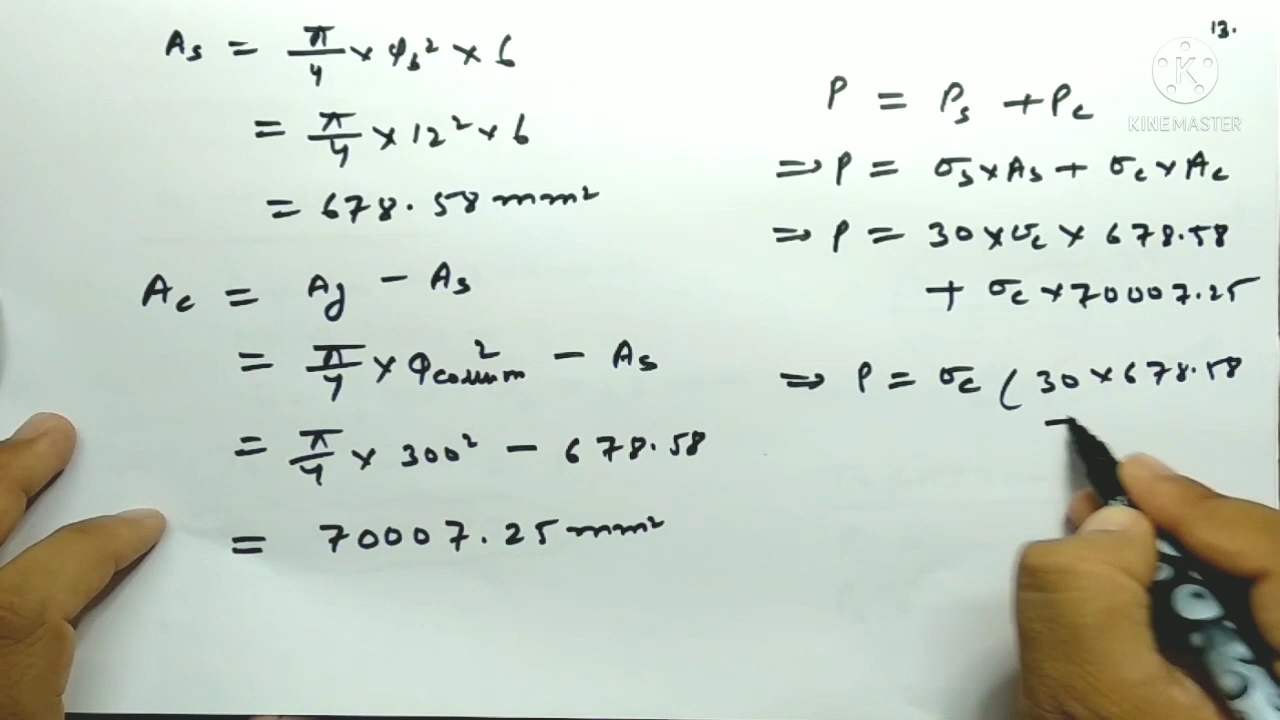 As = π/4 × φs² × 6
= π/4 × 12² × 6
= 678.58 mm²
Ac = Ag - As
= π/4 × φcolumn² - As
= π/4 × 300² - 678.58
= 70007.25 mm²
13.
K
KINEMASTER
P = Ps + Pc
⇒ P = σs × As + σc × Ac
⇒ P = 30 × σc × 678.58
+ σc × 70007.25
⇒ P = σc ( 30 × 678.58